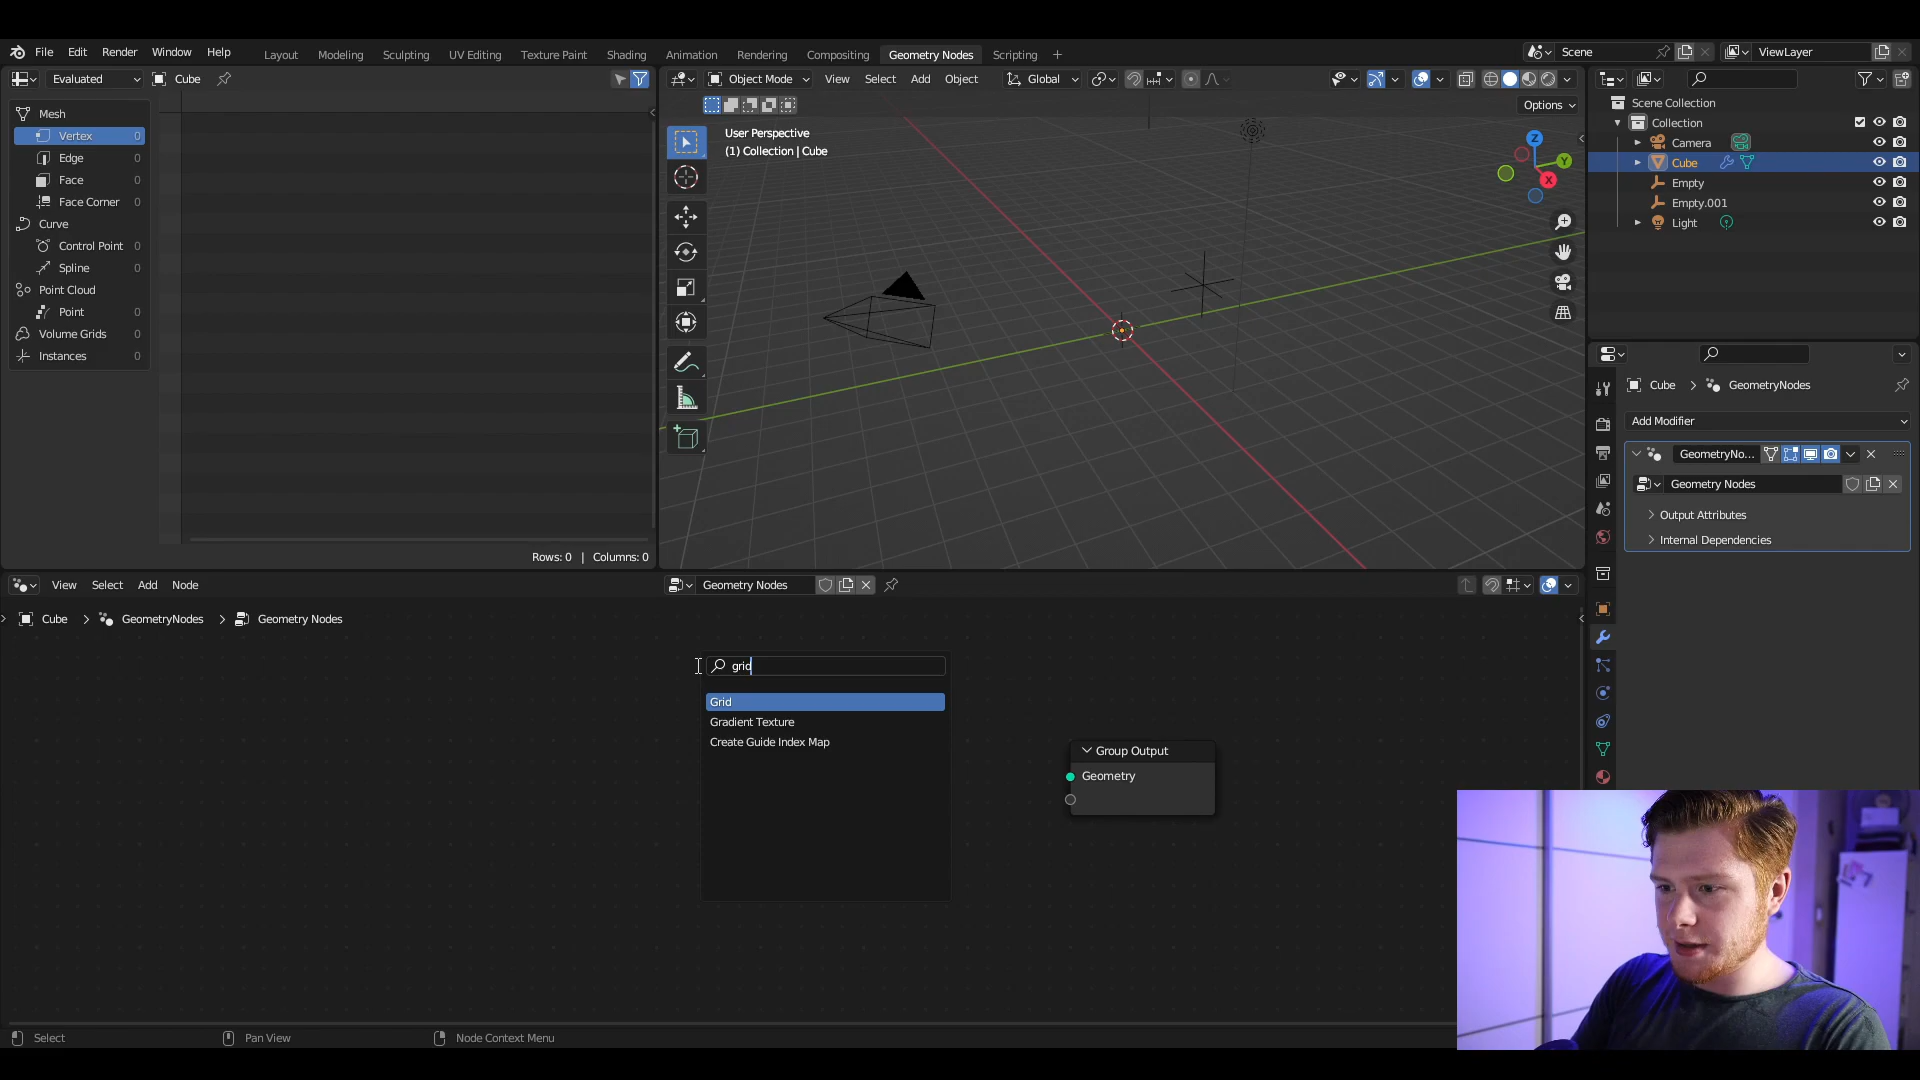 File Edit Render Window Help Layout Modeling Sculpting UV Editing Texture Paint Shading Animation Rendering Compositing Geometry Nodes Scripting Scene ViewLayer
Evaluated Cube
Object Mode View Select Add Object Global
Options
Mesh
Vertex 0
Edge 0
Face 0
Face Corner 0
Curve
Control Point 0
Spline 0
Point Cloud
Point 0
Volume Grids 0
Instances 0
Rows: 0 | Columns: 0
User Perspective
(1) Collection | Cube
Z
Y
X
Scene Collection
Collection
Camera
Cube
Empty
Empty.001
Light
Cube GeometryNodes
Add Modifier
GeometryNo...
Geometry Nodes
Output Attributes
Internal Dependencies
View Select Add Node Geometry Nodes
Cube GeometryNodes Geometry Nodes
grid
Grid
Gradient Texture
Create Guide Index Map
Group Output
Geometry
Select Pan View Node Context Menu